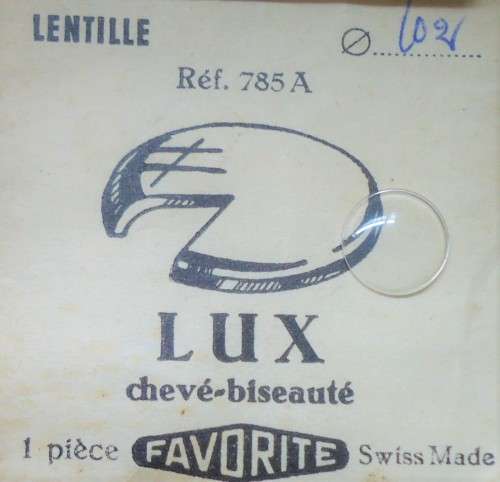 LENTILLE
Ø 102
Réf. 785 A
LUX
chevé-biseauté
1 pièce FAVORITE Swiss Made